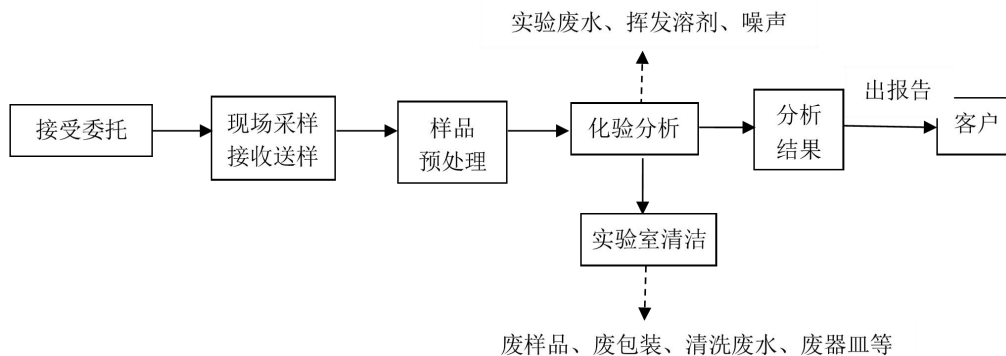 实验废水、挥发溶剂、噪声
接受委托
现场采样
接收送样
样品
预处理
化验分析
分析
结果
出报告
客户
实验室清洁
废样品、废包装、清洗废水、废器皿等